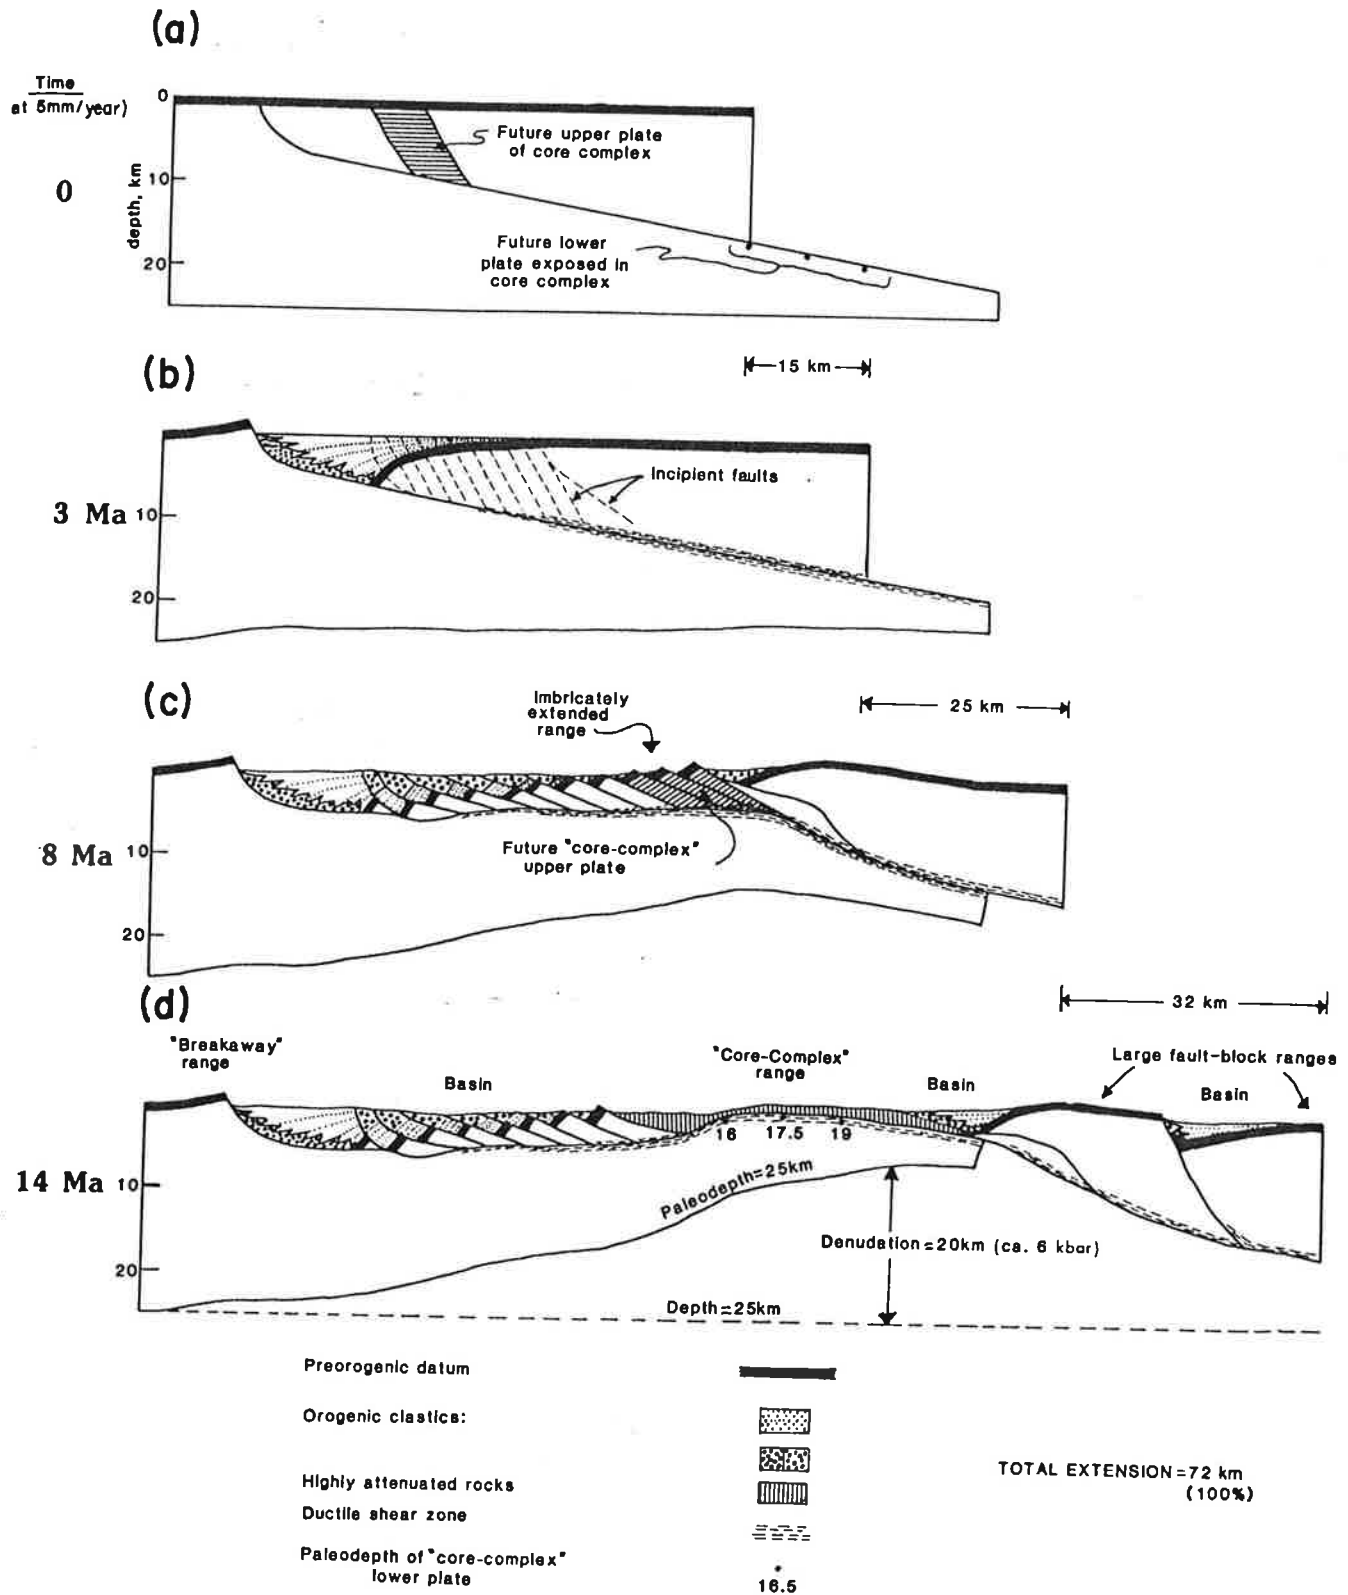 (a)
Time
at 5mm/year)
0
0
10
20
depth, km
Future upper plate
of core complex
Future lower
plate exposed in
core complex
(b)
15 km
3 Ma
10
20
Incipient faults
(c)
Imbricately
extended
range
25 km
8 Ma
10
20
Future "core-complex"
upper plate
(d)
32 km
"Breakaway"
range
Basin
"Core-Complex"
range
Basin
Large fault-block ranges
Basin
16
17.5
19
14 Ma
10
20
Paleodepth=25km
Denudation=20km (ca. 6 kbar)
Depth=25km
Preorogenic datum
Orogenic clastics:
Highly attenuated rocks
Ductile shear zone
Paleodepth of "core-complex"
lower plate
16.5
TOTAL EXTENSION=72 km
(100%)